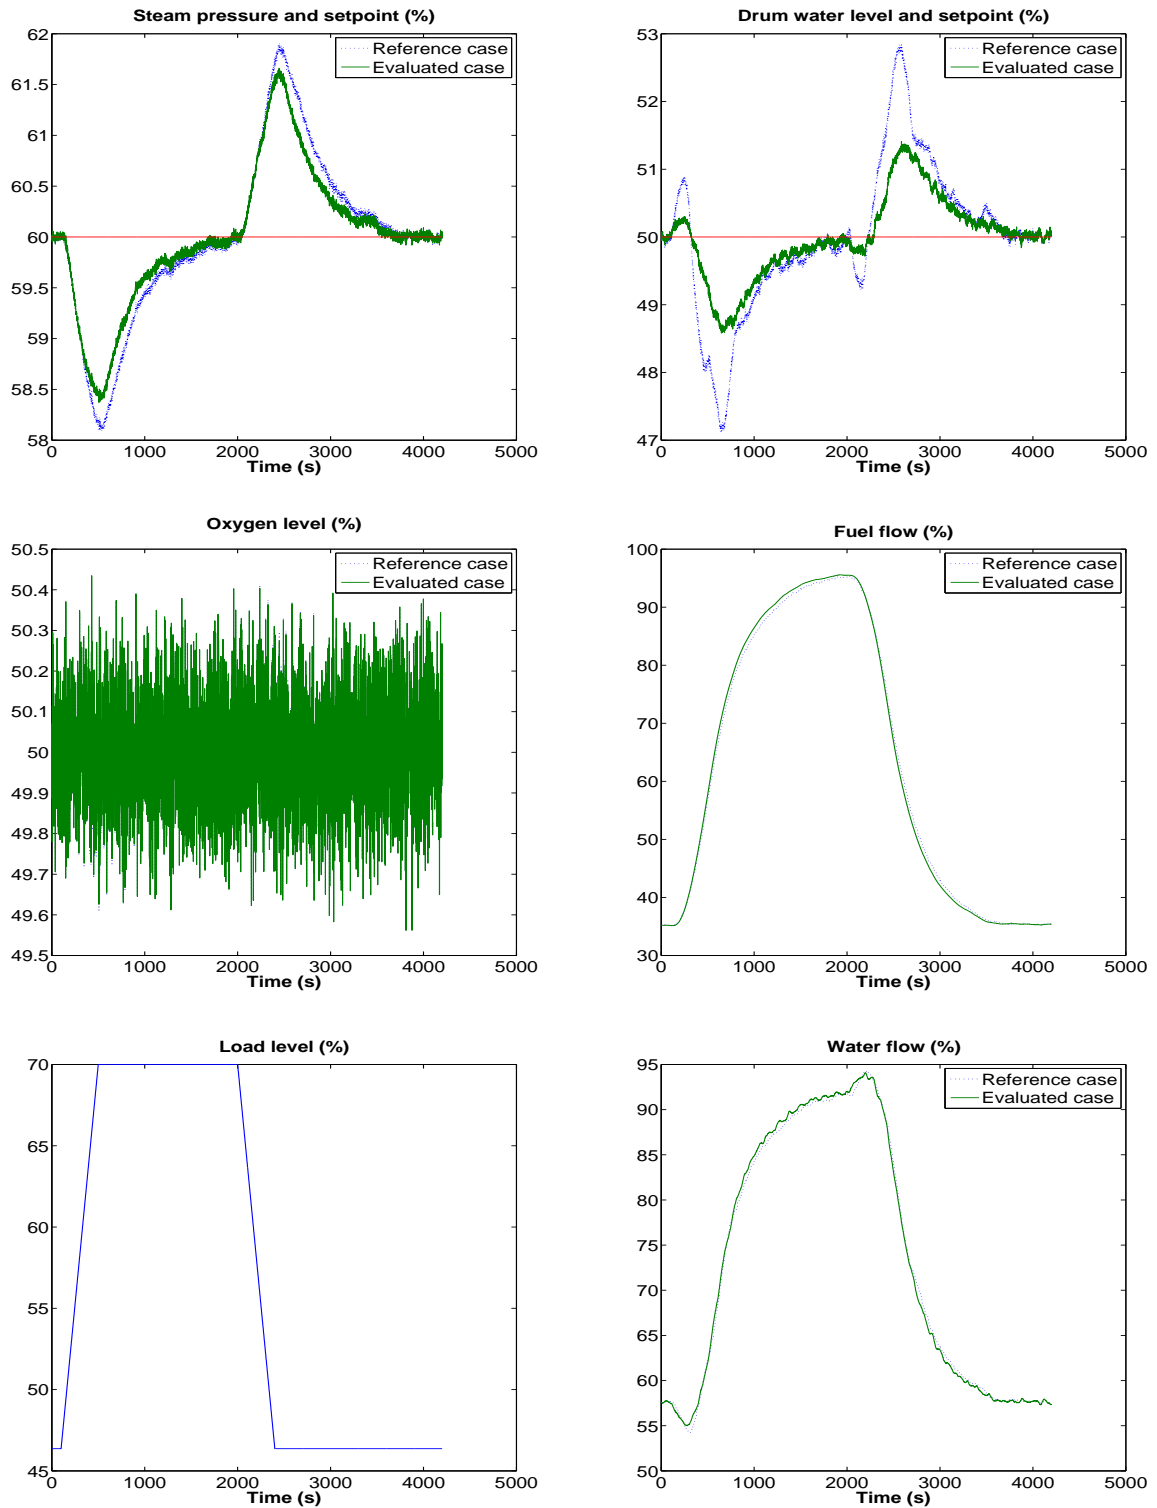 Steam pressure and setpoint (%)
62
61.5
61
60.5
60
59.5
59
58.5
58
0 1000 2000 3000 4000 5000
Time (s)
Reference case
Evaluated case
Drum water level and setpoint (%)
53
52
51
50
49
48
47
0 1000 2000 3000 4000 5000
Time (s)
Reference case
Evaluated case
Oxygen level (%)
50.5
50.4
50.3
50.2
50.1
50
49.9
49.8
49.7
49.6
49.5
0 1000 2000 3000 4000 5000
Time (s)
Reference case
Evaluated case
Fuel flow (%)
100
90
80
70
60
50
40
30
0 1000 2000 3000 4000 5000
Time (s)
Reference case
Evaluated case
Load level (%)
70
65
60
55
50
45
0 1000 2000 3000 4000 5000
Time (s)
Water flow (%)
95
90
85
80
75
70
65
60
55
50
0 1000 2000 3000 4000 5000
Time (s)
Reference case
Evaluated case